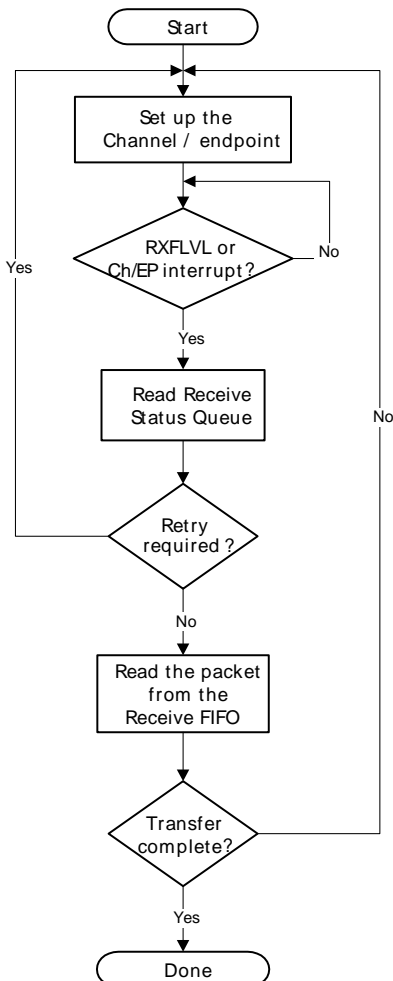 Start
Set up the
Channel / endpoint
RXFLVL or
Ch/EP interrupt?
No
Yes
Yes
Read Receive
Status Queue
No
Retry
required?
No
Read the packet
from the
Receive FIFO
Transfer
complete?
Yes
Done